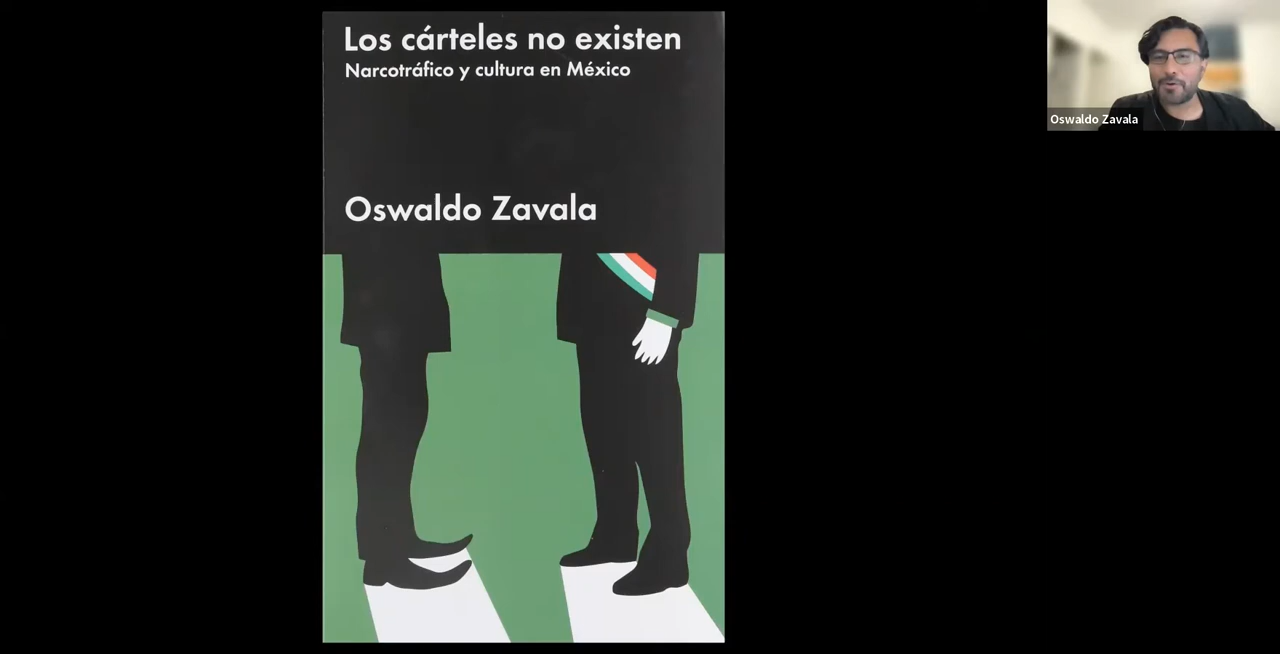 Los cárteles no existen
Narcotráfico y cultura en México
Oswaldo Zavala
Oswaldo Zavala